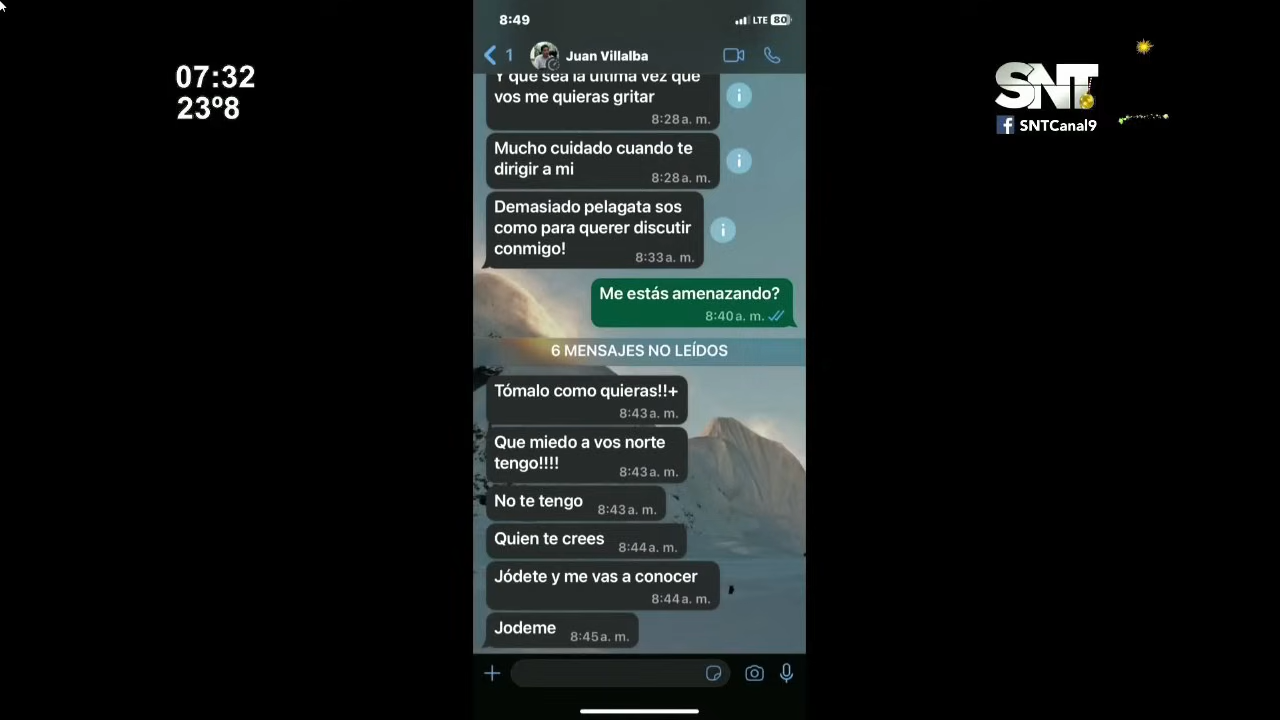 07:32
23º8
SNT
SNTCanal9
8:49
LTE 80
1 Juan Villalba
Y que sea la última vez que
vos me quieras gritar
8:28 a. m.
Mucho cuidado cuando te
dirigir a mi
8:28 a. m.
Demasiado pelagata sos
como para querer discutir
conmigo!
8:33 a. m.
Me estás amenazando?
8:40 a. m.
6 MENSAJES NO LEÍDOS
Tómalo como quieras!!+
8:43 a. m.
Que miedo a vos norte
tengo!!!!
8:43 a. m.
No te tengo
8:43 a. m.
Quien te crees
8:44 a. m.
Jódete y me vas a conocer
8:44 a. m.
Jodeme
8:45 a. m.